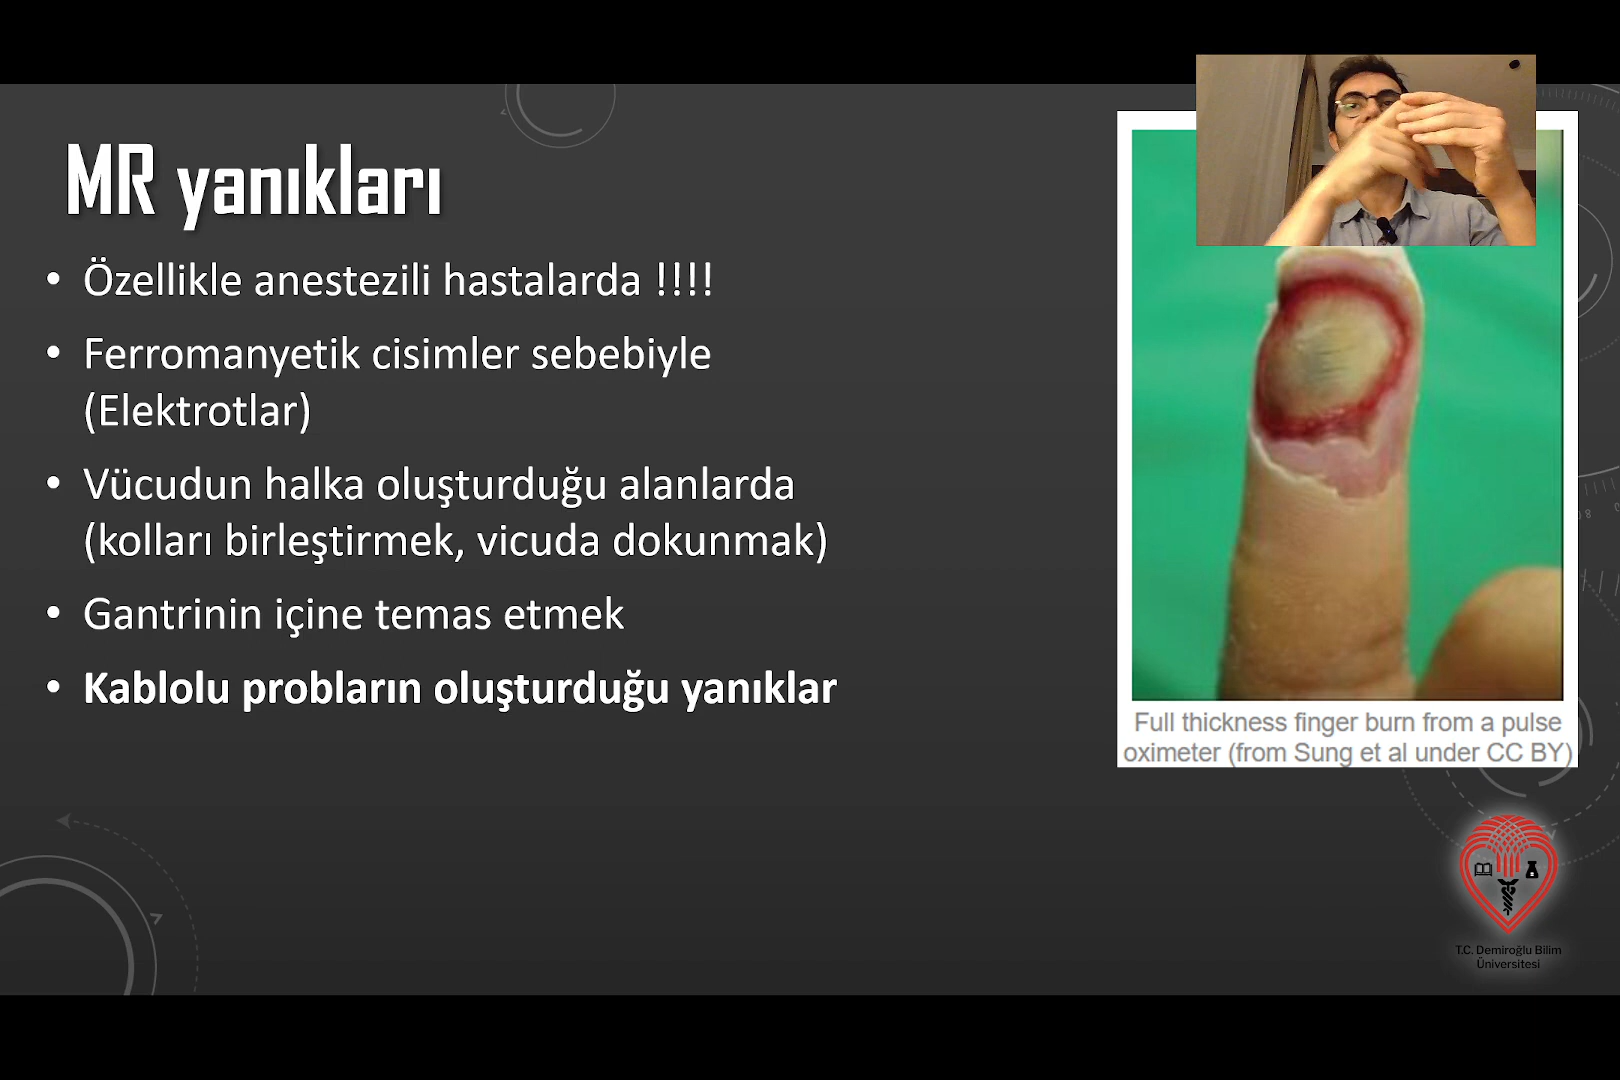 MR yanıkları
• Özellikle anestezili hastalarda !!!!
• Ferromanyetik cisimler sebebiyle
(Elektrotlar)
• Vücudun halka oluşturduğu alanlarda
(kolları birleştirmek, vicuda dokunmak)
• Gantrinin içine temas etmek
• Kablolu probların oluşturduğu yanıklar
Full thickness finger burn from a pulse
oximeter (from Sung et al under CC BY)
T.C. Demiroğlu Bilim
Üniversitesi